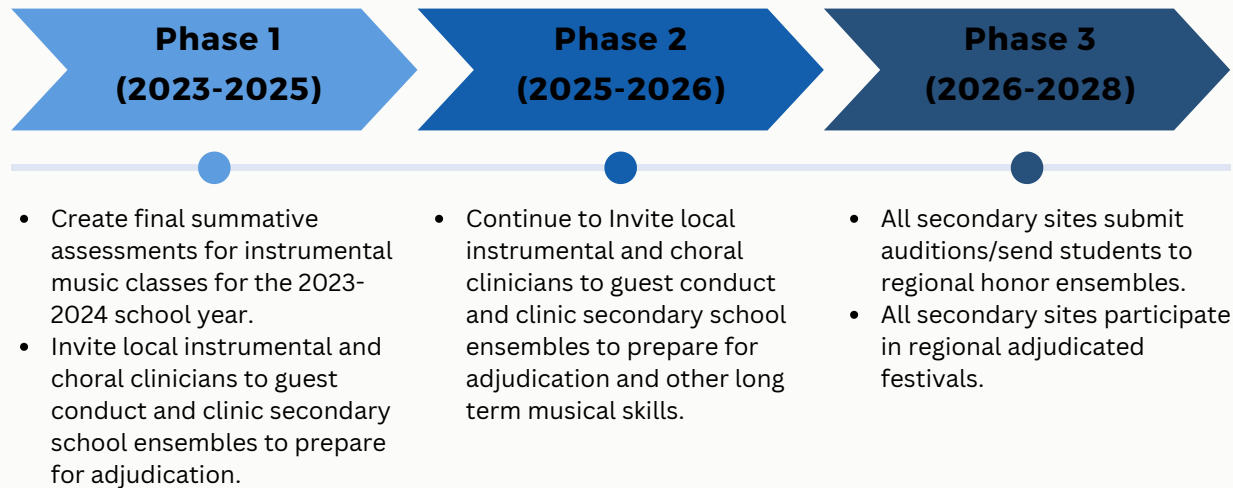 Phase 1
(2023-2025)
Phase 2
(2025-2026)
Phase 3
(2026-2028)
• Create final summative
assessments for instrumental
music classes for the 2023-
2024 school year.
• Invite local instrumental and
choral clinicians to guest
conduct and clinic secondary
school ensembles to prepare
for adjudication.
• Continue to Invite local
instrumental and choral
clinicians to guest conduct
and clinic secondary school
ensembles to prepare for
adjudication and other long
term musical skills.
• All secondary sites submit
auditions/send students to
regional honor ensembles.
• All secondary sites participate
in regional adjudicated
festivals.